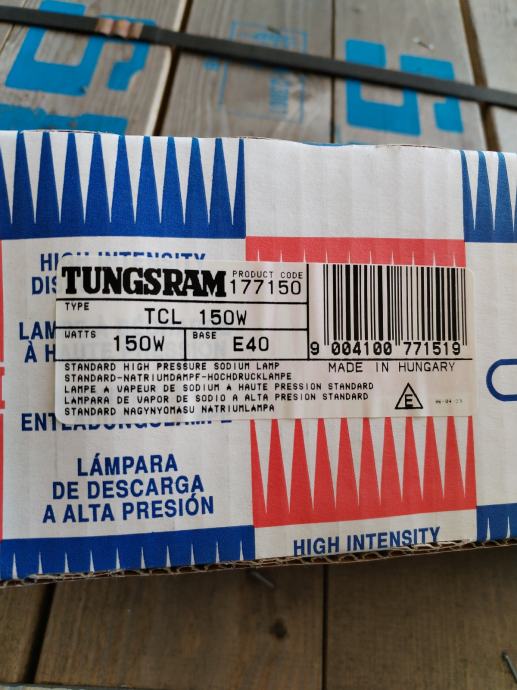 HIGH INTENSITY
DIS
TUNGSRAM
PRODUCT CODE
177150
TYPE
TCL 150W
WATTS
150W
BASE
E40
9 004100 771519
MADE IN HUNGARY
STANDARD HIGH PRESSURE SODIUM LAMP
STANDARD-NATRIUMDAMPF-HOCHDRUCKLAMPE
LAMPE A VAPEUR DE SODIUM A HAUTE PRESSION STANDARD
LAMPARA DE VAPOR DE SODIO A ALTA PRESION STANDARD
STANDARD NAGYNYOMASU NATRIUMLAMPA
E
LAM
À H
LÁMPARA
DE DESCARGA
A ALTA PRESIÓN
HIGH INTENSITY